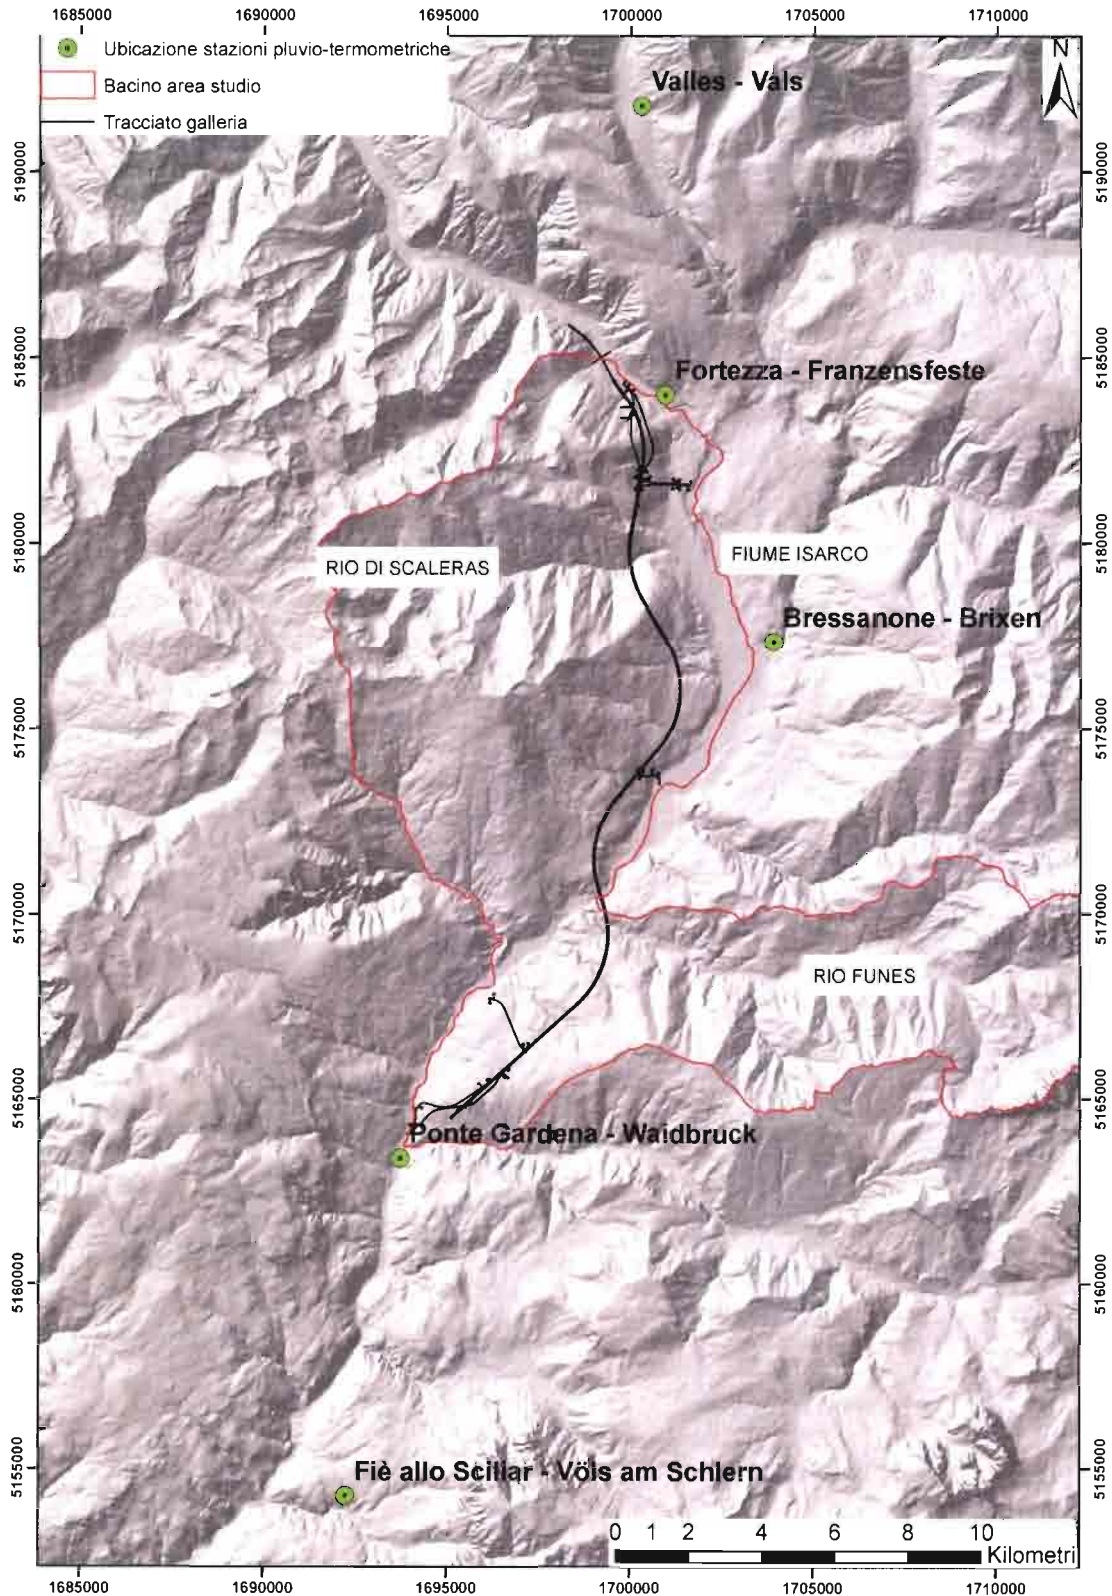 1685000 1690000 1695000 1700000 1705000 1710000
Ubicazione stazioni pluvio-termometriche
Bacino area studio
Tracciato galleria
N
Valles - Vals
5190000 5190000
5185000 5185000
Fortezza - Franzensfeste
5180000 5180000
RIO DI SCALERAS
FIUME ISARCO
Bressanone - Brixen
5175000 5175000
5170000 5170000
RIO FUNES
5165000 5165000
Ponte Gardena - Waidbruck
5160000 5160000
5155000 5155000
Fiè allo Sciliar - Vöis am Schlern
0 1 2 4 6 8 10
Kilometri
1685000 1690000 1695000 1700000 1705000 1710000